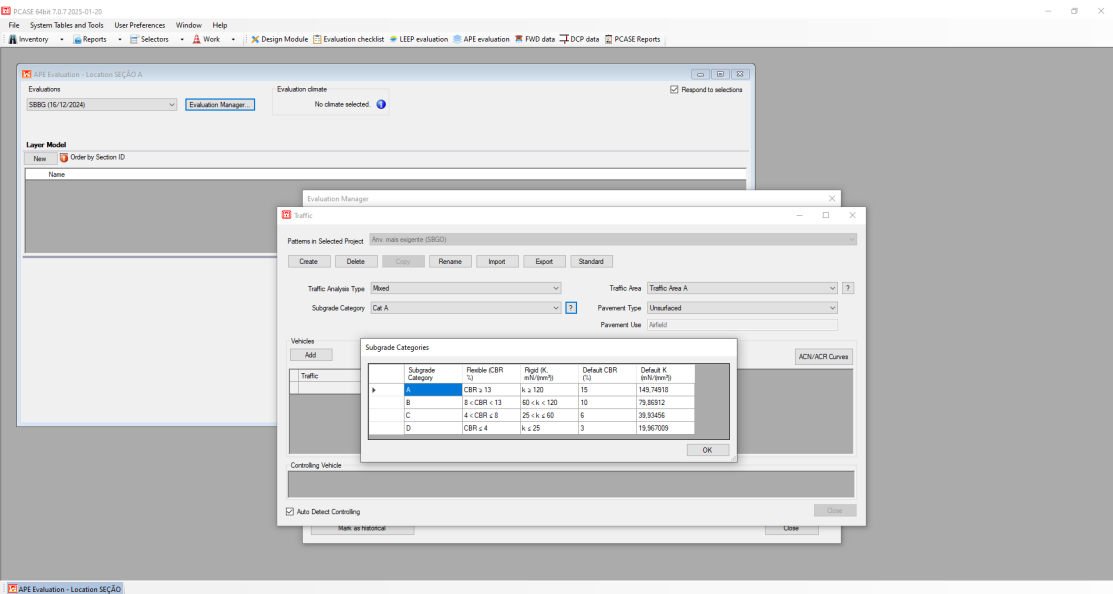 PCASE 64bit 7.0.7 2025-01-20
File System Tables and Tools User Preferences Window Help
Inventory Reports Selectors Work Design Module Evaluation checklist LEEP evaluation APE evaluation FWD data DCP data PCASE Reports
APE Evaluation - Location SEÇÃO A
Evaluations
Evaluation climate
Respond to selections
SBBG (16/12/2024)
Evaluation Manager...
No climate selected.
Layer Model
New
Order by Section ID
Name
Evaluation Manager
Traffic
Patterns in Selected Project Anv. mais exigente (SBGO)
Create Delete Copy Rename Import Export Standard
Traffic Analysis Type Mixed Traffic Area Traffic Area A ?
Subgrade Category Cat A ? Pavement Type Unsurfaced
Pavement Use Airfield
Vehicles
Add
ACN/ACR Curves
Traffic
Subgrade Categories
Subgrade Category Flexible (CBR %) Rigid (K, mN/(mm³)) Default CBR (%) Default K (mN/(mm³))
A CBR ≥ 13 k ≥ 120 15 149,74918
B 8 < CBR < 13 60 < k < 120 10 79,86912
C 4 < CBR ≤ 8 25 < k ≤ 60 6 39,93456
D CBR ≤ 4 k ≤ 25 3 19,967009
OK
Controlling Vehicle
Auto Detect Controlling
Close
Mark as historical
Close
APE Evaluation - Location SEÇÃO